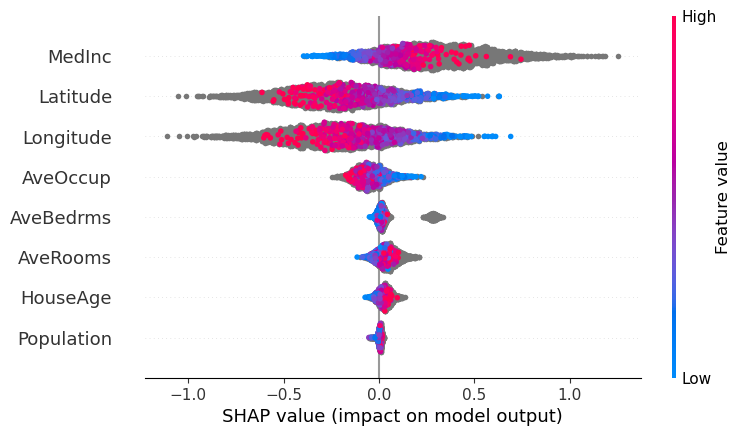 High
MedInc
Latitude
Longitude
AveOccup
AveBedrms
AveRooms
HouseAge
Population
Feature value
Low
−1.0 −0.5 0.0 0.5 1.0
SHAP value (impact on model output)